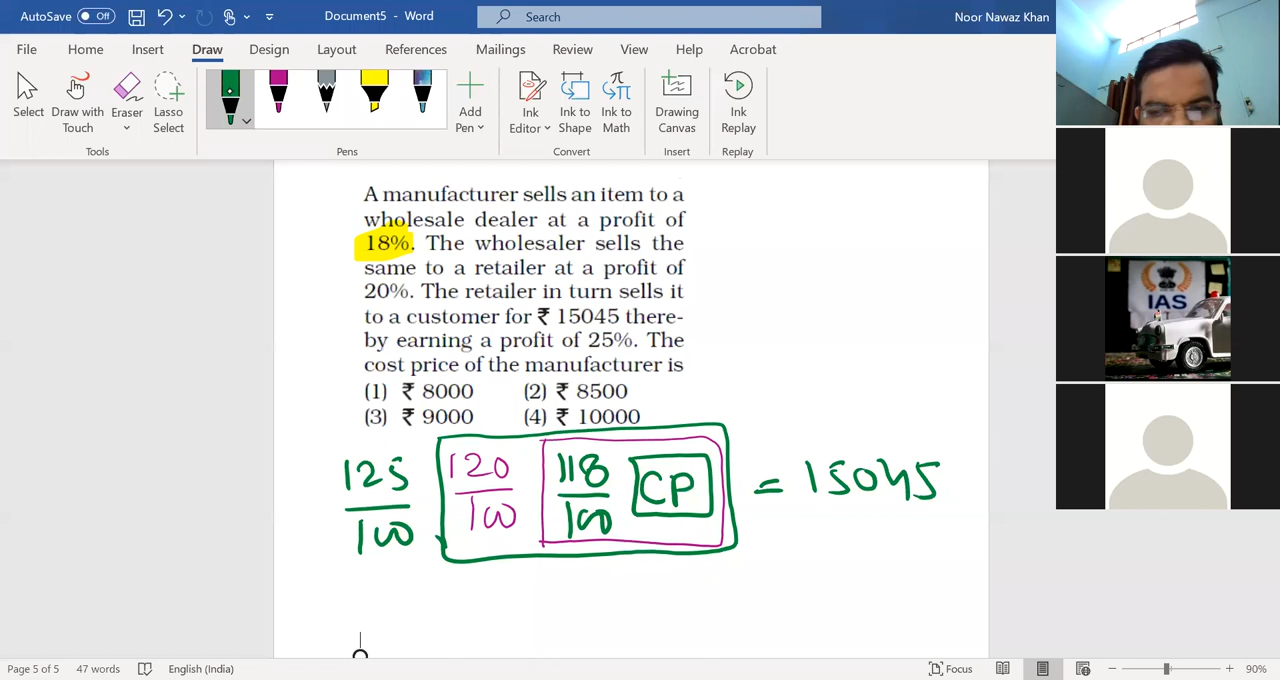 AutoSave Off Document5 - Word Search Noor Nawaz Khan
File Home Insert Draw Design Layout References Mailings Review View Help Acrobat
Select Draw with Touch Eraser Lasso Select Add Pen Ink Editor Ink to Shape Ink to Math Drawing Canvas Ink Replay
Tools Pens Convert Insert Replay
A manufacturer sells an item to a
wholesale dealer at a profit of
18%. The wholesaler sells the
same to a retailer at a profit of
20%. The retailer in turn sells it
to a customer for ₹ 15045 there-
by earning a profit of 25%. The
cost price of the manufacturer is
(1) ₹ 8000 (2) ₹ 8500
(3) ₹ 9000 (4) ₹ 10000
125/100 · 120/100 118/100 CP = 15045
IAS
Page 5 of 5 47 words English (India) Focus 90%